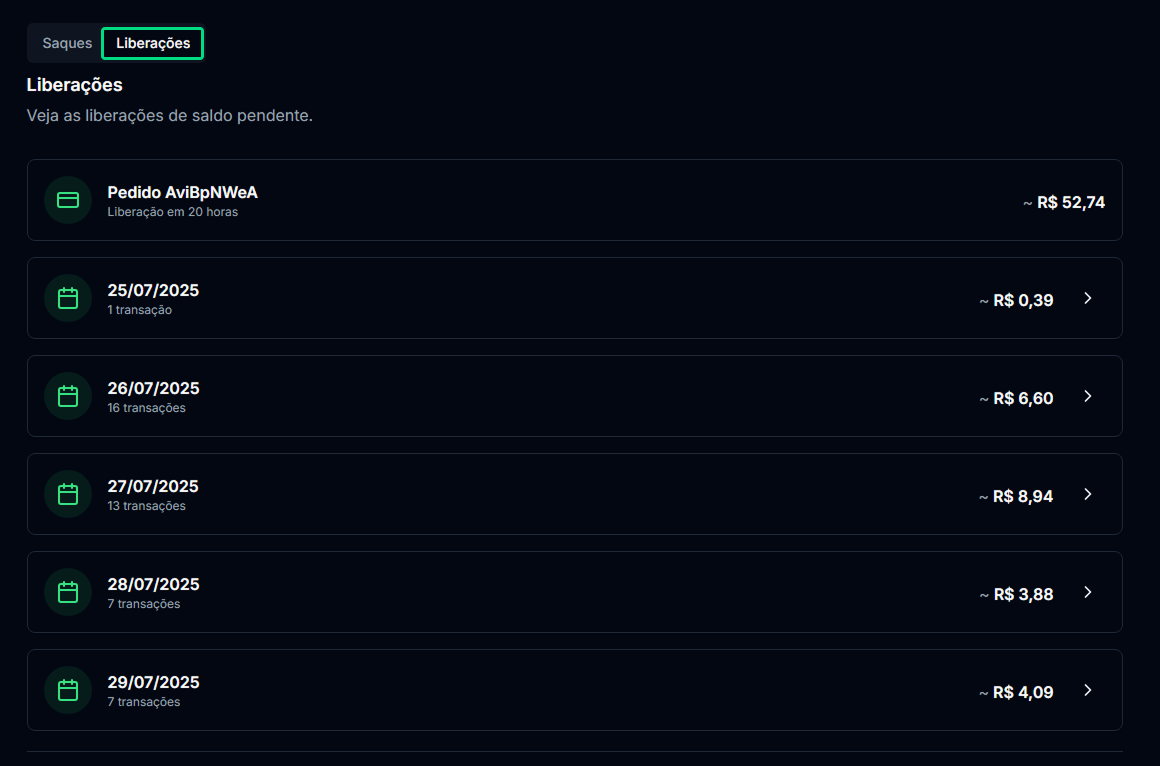 Saques Liberações
Liberações
Veja as liberações de saldo pendente.
Pedido AviBpNWeA
Liberação em 20 horas
~ R$ 52,74
25/07/2025
1 transação
~ R$ 0,39
26/07/2025
16 transações
~ R$ 6,60
27/07/2025
13 transações
~ R$ 8,94
28/07/2025
7 transações
~ R$ 3,88
29/07/2025
7 transações
~ R$ 4,09